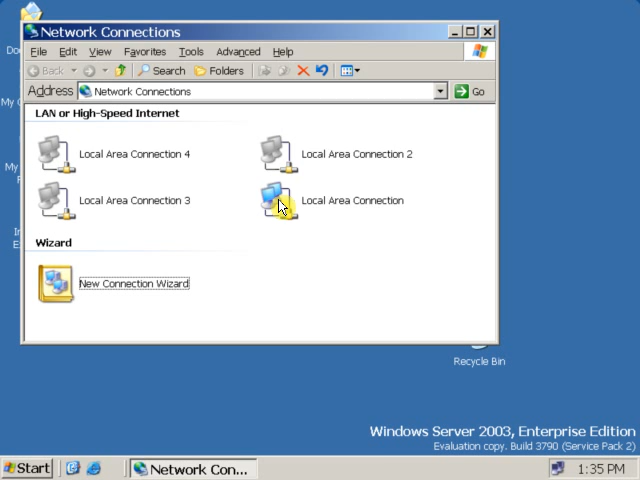 Network Connections
File Edit View Favorites Tools Advanced Help
Back Search Folders
Address Network Connections Go
LAN or High-Speed Internet
Local Area Connection 4 Local Area Connection 2
Local Area Connection 3 Local Area Connection
Wizard
New Connection Wizard
Recycle Bin
Windows Server 2003, Enterprise Edition
Evaluation copy. Build 3790 (Service Pack 2)
Start Network Con... 1:35 PM